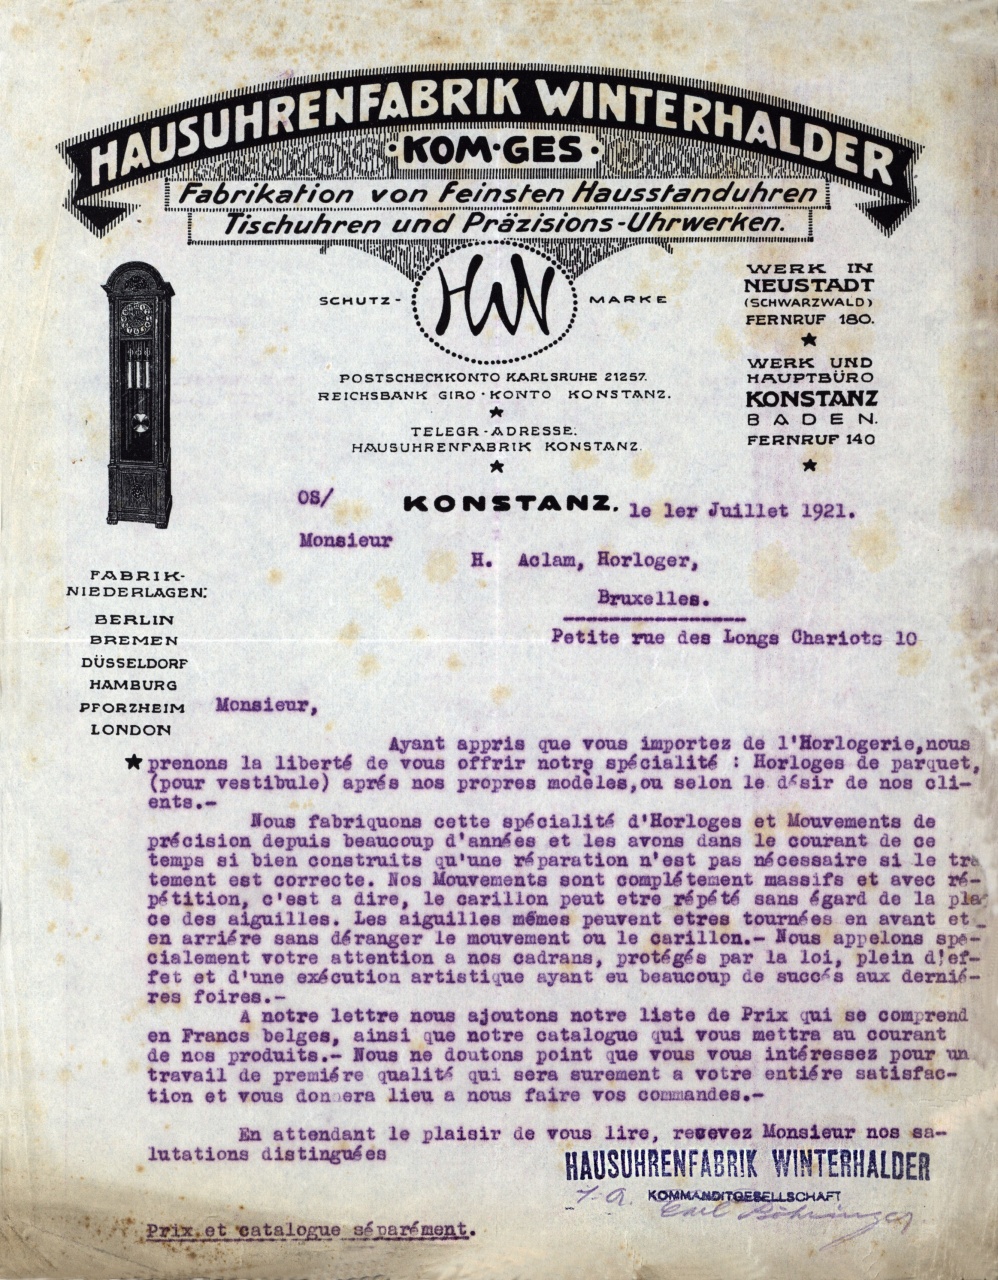 HAUSUHRENFABRIK WINTERHALDER
·KOM·GES·
Fabrikation von feinsten Hausstanduhren
Tischuhren und Präzisions-Uhrwerken.
SCHUTZ- HWN MARKE
POSTSCHECKKONTO KARLSRUHE 21257.
REICHSBANK GIRO·KONTO KONSTANZ.
★
TELEGR.-ADRESSE:
HAUSUHRENFABRIK KONSTANZ.
★
WERK IN
NEUSTADT
(SCHWARZWALD)
FERNRUF 180.
★
WERK UND
HAUPTBÜRO
KONSTANZ
BADEN.
FERNRUF 140
★
OS/
KONSTANZ. le 1er Juillet 1921.
Monsieur
H. Aclam, Horloger,
Bruxelles.
Petite rue des Longs Chariots 10
FABRIK-
NIEDERLAGEN:
BERLIN
BREMEN
DÜSSELDORF
HAMBURG
PFORZHEIM
LONDON
★
Monsieur,
Ayant appris que vous importez de l'Horlogerie,nous
prenons la liberté de vous offrir notre spécialité : Horloges de parquet,
(pour vestibule) aprés nos propres modèles,ou selon le désir de nos cli-
ents.-
Nous fabriquons cette spécialité d'Horloges et Mouvements de
précision depuis beaucoup d'années et les avons dans le courant de ce
temps si bien construits qu'une réparation n'est pas nécessaire si le tra
tement est correcte. Nos Mouvements sont complétement massifs et avec ré-
pétition, c'est a dire, le carillon peut etre répété sans égard de la pla
ce des aiguilles. Les aiguilles mêmes peuvent etres tournées en avant et
en arriére sans déranger le mouvement ou le carillon.- Nous appelons spé-
cialement votre attention a nos cadrans, protégés par la loi, plein d'ef-
fet et d'une exécution artistique ayant eu beaucoup de succés aux dernié-
res foires.-
A notre lettre nous ajoutons notre liste de Prix qui se comprend
en Francs belges, ainsi que notre catalogue qui vous mettra au courant
de nos produits.- Nous ne doutons point que vous vous intéressez pour un
travail de premiére qualité qui sera surement a votre entiére satisfac-
tion et vous donnera lieu a nous faire vos commandes.-
En attendant le plaisir de vous lire, recevez Monsieur nos sa-
lutations distinguées
HAUSUHRENFABRIK WINTERHALDER
KOMMANDITGESELLSCHAFT
Emil Böhringer
Prix et catalogue séparément.